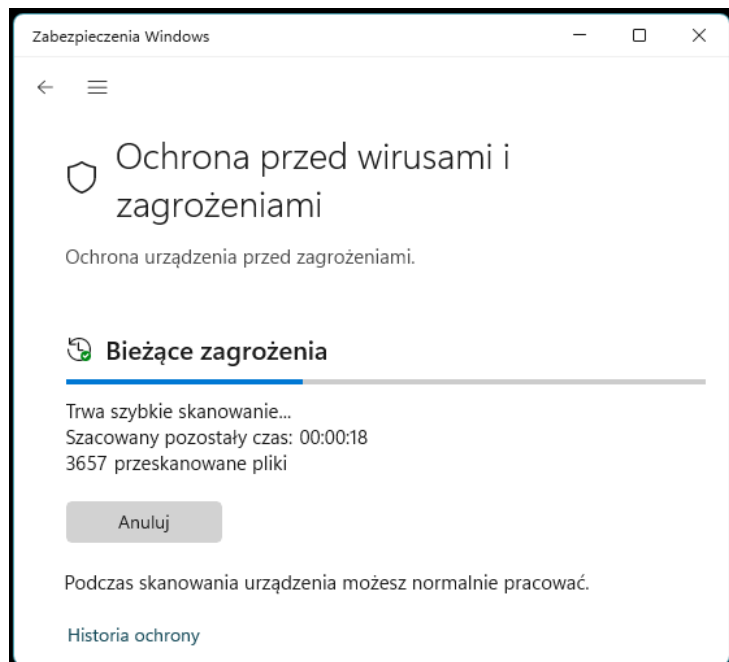 Zabezpieczenia Windows
Ochrona przed wirusami i
zagrożeniami
Ochrona urządzenia przed zagrożeniami.
Bieżące zagrożenia
Trwa szybkie skanowanie...
Szacowany pozostały czas: 00:00:18
3657 przeskanowane pliki
Anuluj
Podczas skanowania urządzenia możesz normalnie pracować.
Historia ochrony